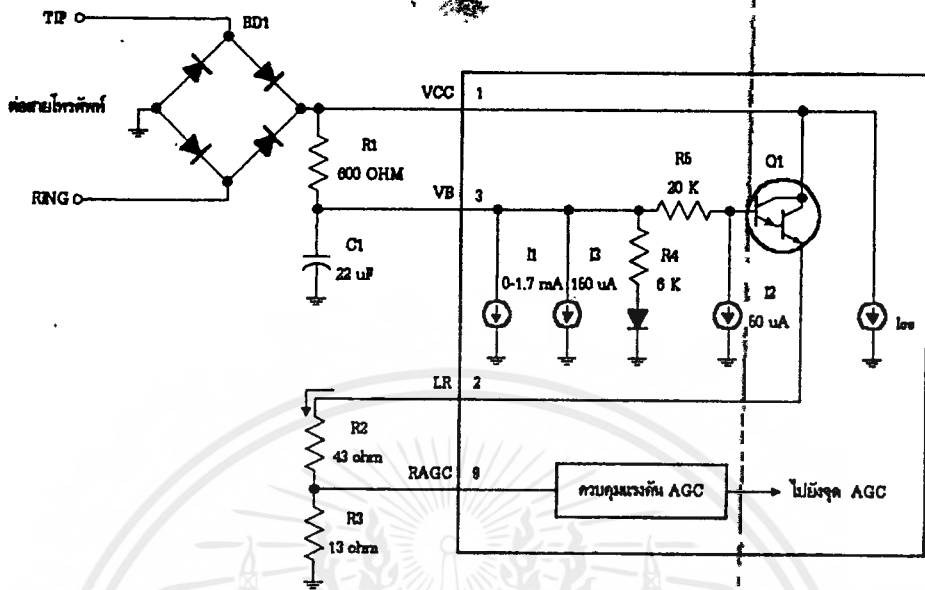 TIP
BD1
ต่อสายโทรศัพท์
RING
R1
600 OHM
C1
22 uF
VCC 1
VB 3
R5
20 K
Q1
I1
0-1.7 mA
I3
150 uA
R4
6 K
I2
50 uA
LR 2
R2
43 ohm
RAGC
R3
13 ohm
ควบคุมแรงดัน AGC
ไปยังจุด AGC